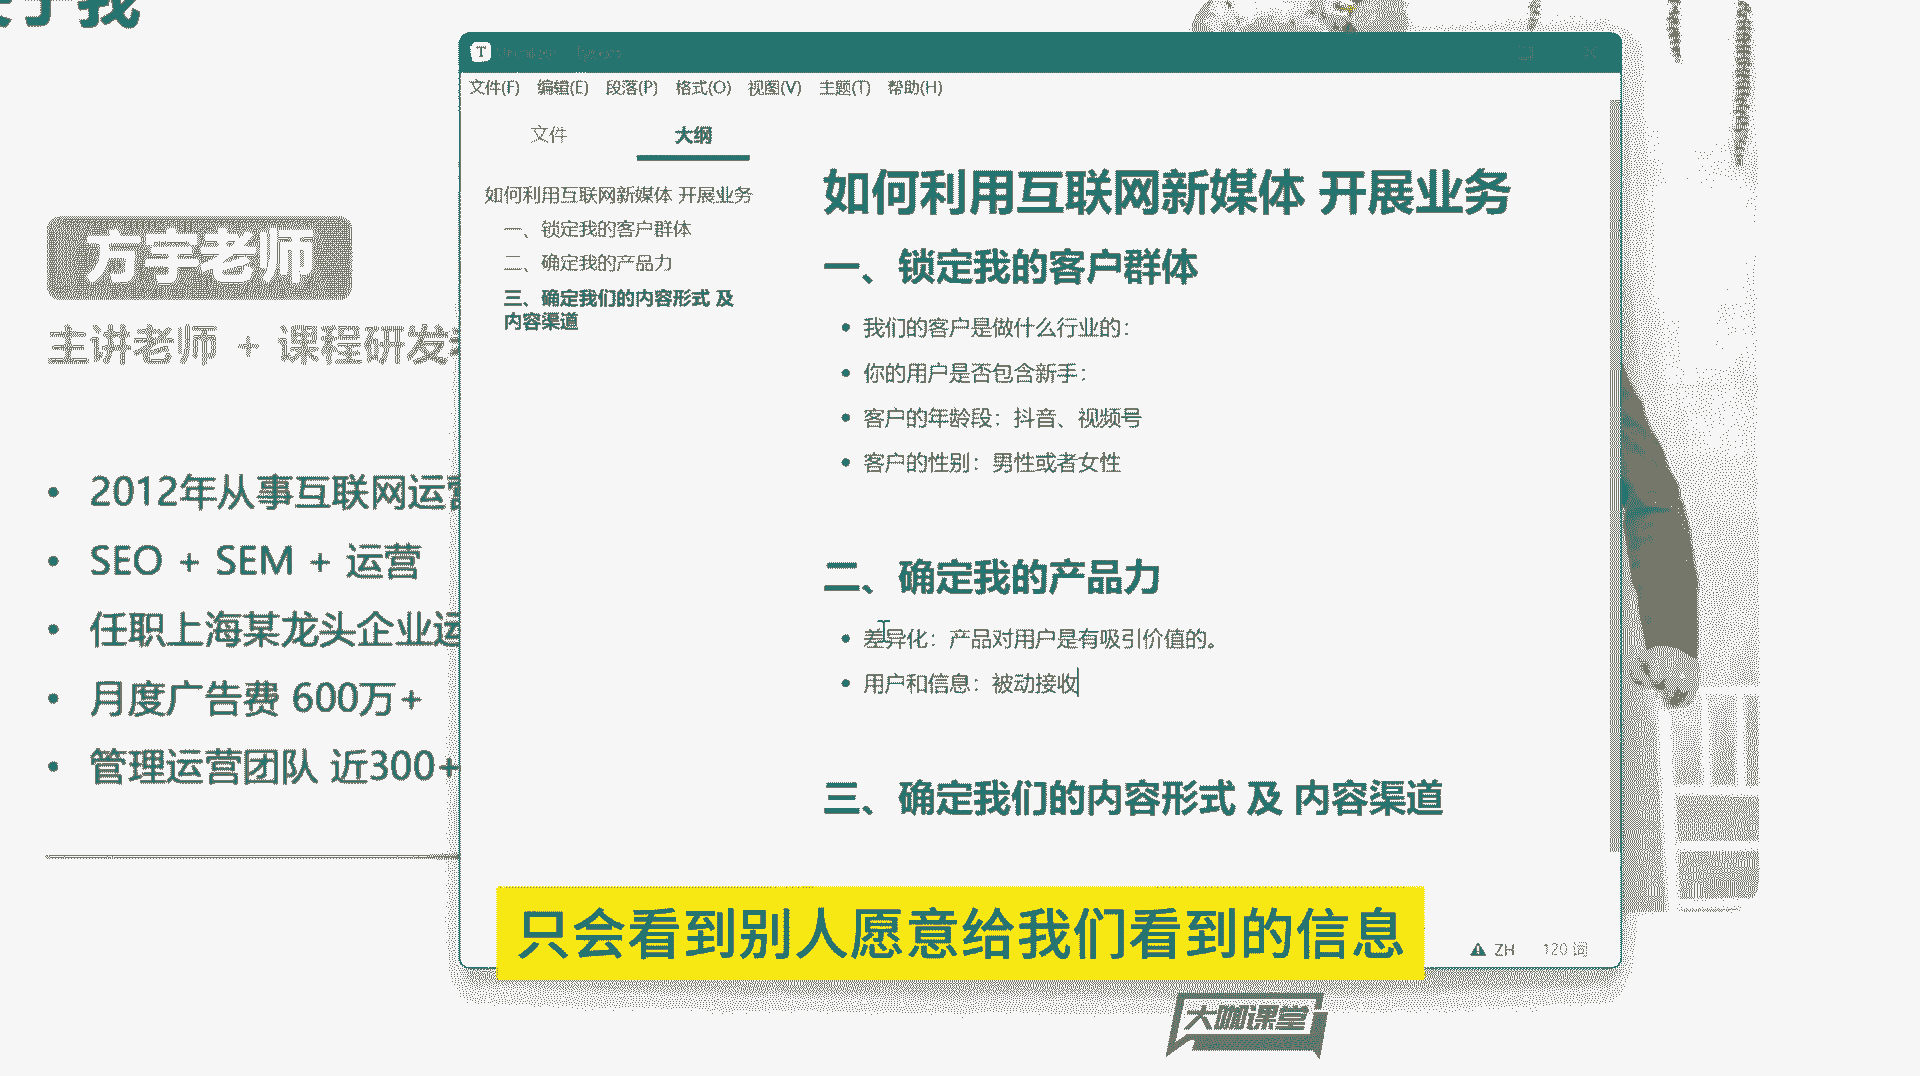 方宇老师
主讲老师 + 课程研发
• 2012年从事互联网运营
• SEO + SEM + 运营
• 任职上海某龙头企业运
• 月度广告费 600万+
• 管理运营团队 近300+
文件(F) 编辑(E) 段落(P) 格式(O) 视图(V) 主题(T) 帮助(H)
文件 大纲
如何利用互联网新媒体 开展业务
一、锁定我的客户群体
二、确定我的产品力
三、确定我们的内容形式 及
内容渠道
如何利用互联网新媒体 开展业务
一、锁定我的客户群体
• 我们的客户是做什么行业的：
• 你的用户是否包含新手：
• 客户的年龄段：抖音、视频号
• 客户的性别：男性或者女性
二、确定我的产品力
• 差异化：产品对用户是有吸引价值的。
• 用户和信息：被动接收
三、确定我们的内容形式 及 内容渠道
只会看到别人愿意给我们看到的信息
ZH 120 词
大咖课堂